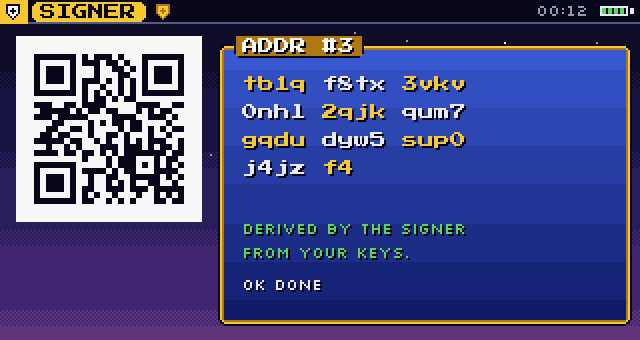 SIGNER
00:12
ADDR #3
tb1q f8tx 3vkv
0nhl 2qjk qum7
gqdu dyw5 sup0
j4jz f4
DERIVED BY THE SIGNER
FROM YOUR KEYS.
OK DONE